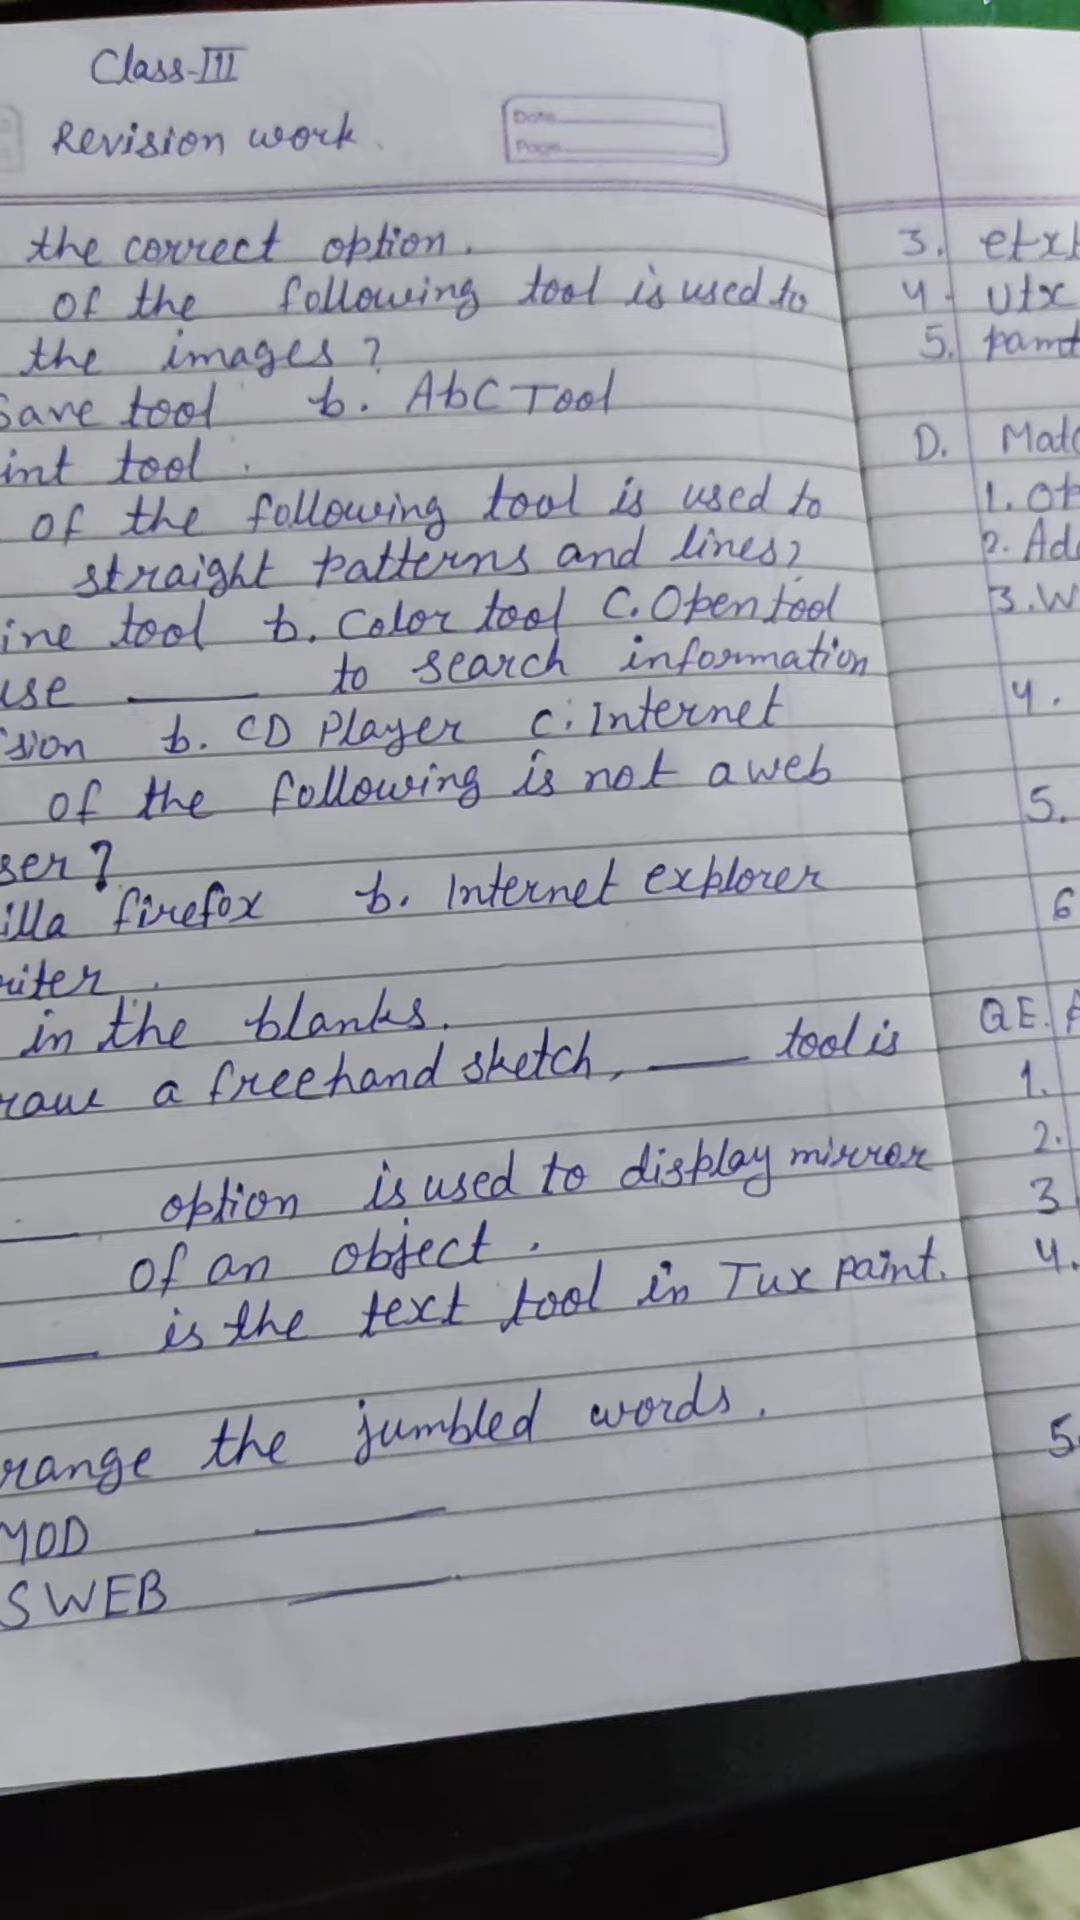 Class-III
Revision work.
Date
Page
the correct option.
of the following tool is used to
the images?
Save tool b. AbC Tool
int tool.
of the following tool is used to
straight patterns and lines?
ine tool b. Color tool C. Open tool
use ____ to search information
sion b. CD Player C. Internet
of the following is not a web
ser?
illa firefox b. Internet explorer
riter.
in the blanks.
raw a freehand sketch, ____ tool is
____ option is used to display mirror
of an object.
____ is the text tool in Tux paint.
range the jumbled words.
MOD ____
SWEB ____
3. etxt
4. Utx
5. pamt
D. Matc
1. Op
2. Ad
3. W
4.
5.
6
QE. A
1.
2.
3
4.
5.